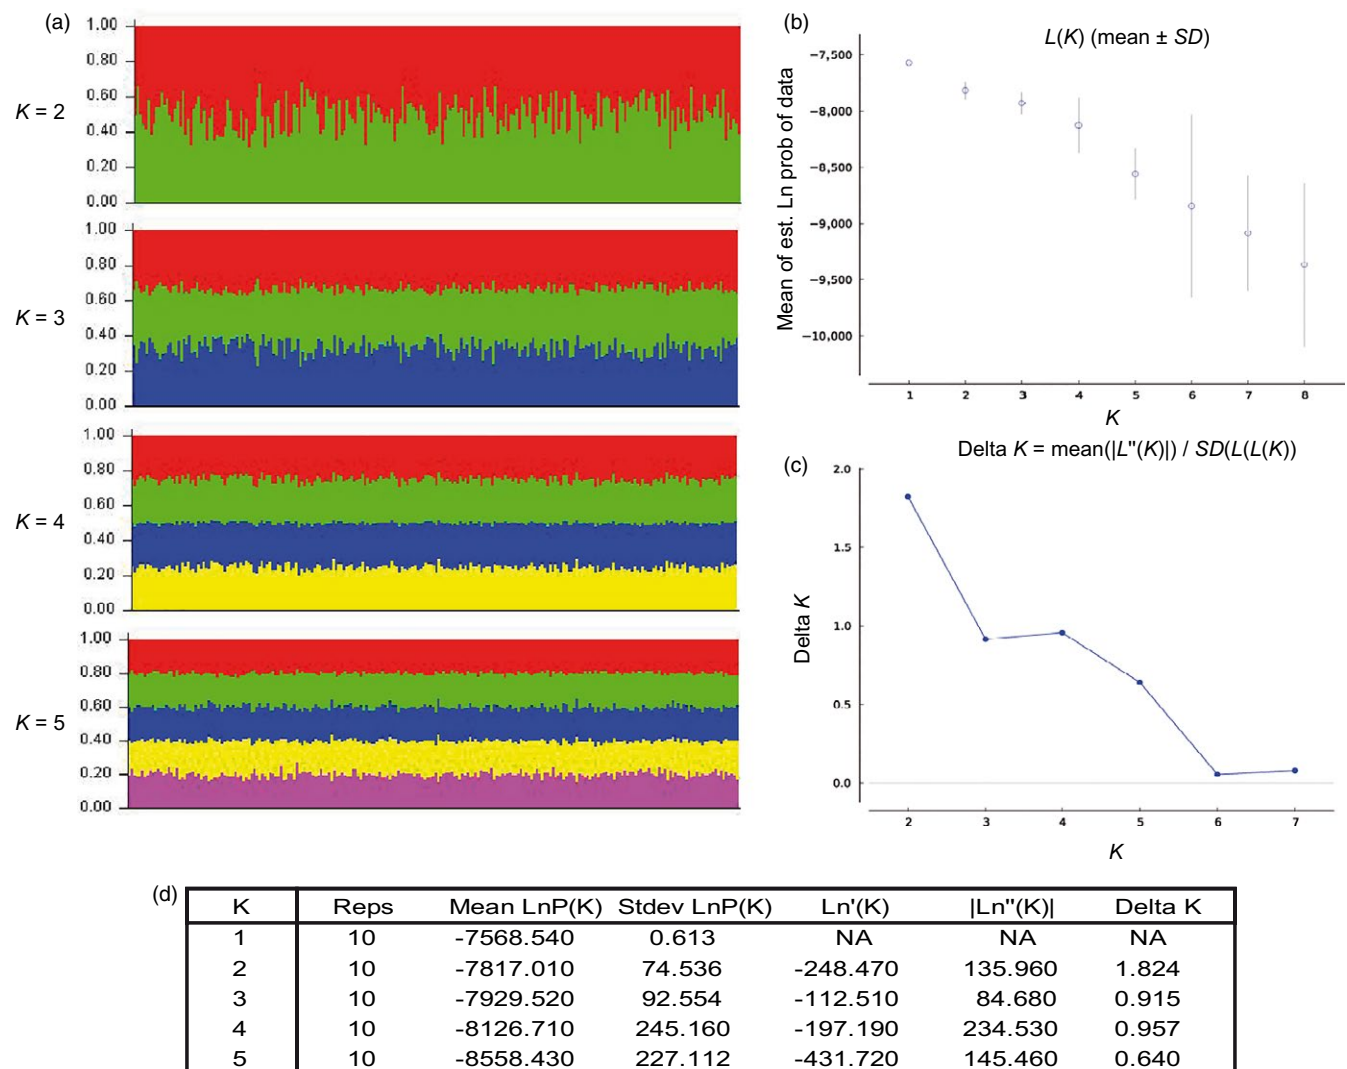 (a)
1.00
0.80
0.60
0.40
0.20
0.00
K = 2
1.00
0.80
0.60
0.40
0.20
0.00
K = 3
1.00
0.80
0.60
0.40
0.20
0.00
K = 4
1.00
0.80
0.60
0.40
0.20
0.00
K = 5
(b)
L(K) (mean ± SD)
Mean of est. Ln prob of data
−7,500
−8,000
−8,500
−9,000
−9,500
−10,000
1 2 3 4 5 6 7 8
K
(c)
Delta K = mean(|L"(K)|) / SD(L(L(K))
Delta K
2.0
1.5
1.0
0.5
0.0
2 3 4 5 6 7
K
(d)
K Reps Mean LnP(K) Stdev LnP(K) Ln'(K) |Ln"(K)| Delta K
1 10 -7568.540 0.613 NA NA NA
2 10 -7817.010 74.536 -248.470 135.960 1.824
3 10 -7929.520 92.554 -112.510 84.680 0.915
4 10 -8126.710 245.160 -197.190 234.530 0.957
5 10 -8558.430 227.112 -431.720 145.460 0.640